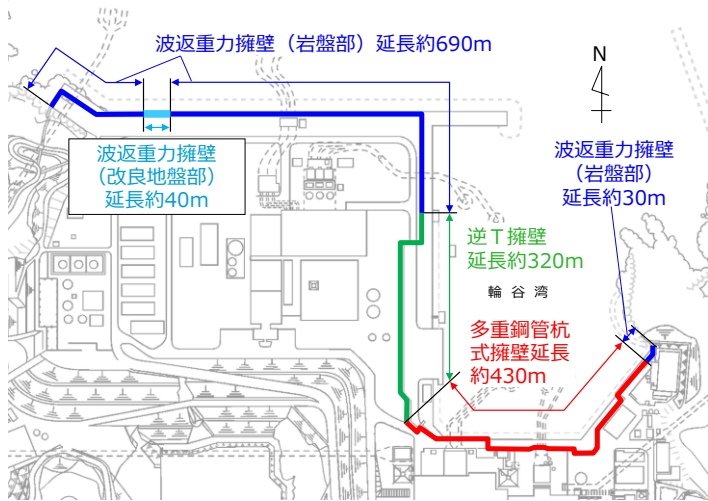 波返重力擁壁（岩盤部）延長約690m
N
波返重力擁壁
（改良地盤部）
延長約40m
波返重力擁壁
（岩盤部）
延長約30m
逆Ｔ擁壁
延長約320m
輪 谷 湾
多重鋼管杭
式擁壁延長
約430m